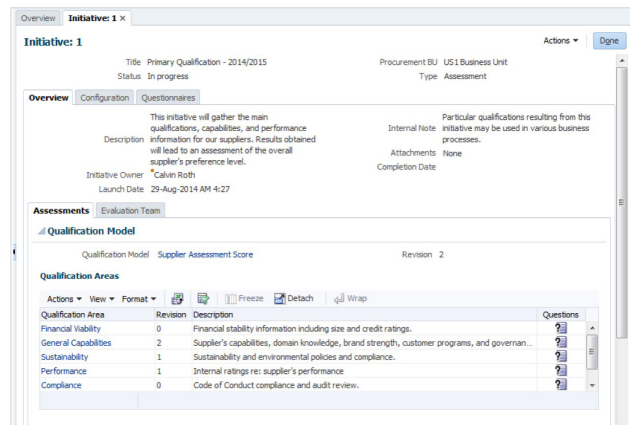 Overview Initiative: 1 ×
Initiative: 1
Actions Done
Title Primary Qualification - 2014/2015
Procurement BU US1 Business Unit
Status In progress
Type Assessment
Overview Configuration Questionnaires
Description This initiative will gather the main
qualifications, capabilities, and performance
information for our suppliers. Results obtained
will lead to an assessment of the overall
supplier's preference level.
Internal Note Particular qualifications resulting from this
initiative may be used in various business
processes.
Attachments None
Completion Date
Initiative Owner Calvin Roth
Launch Date 29-Aug-2014 AM 4:27
Assessments Evaluation Team
Qualification Model
Qualification Model Supplier Assessment Score
Revision 2
Qualification Areas
Actions View Format Freeze Detach Wrap
Qualification Area Revision Description Questions
Financial Viability 0 Financial stability information including size and credit ratings.
General Capabilities 2 Supplier's capabilities, domain knowledge, brand strength, customer programs, and governan...
Sustainability 1 Sustainability and environmental policies and compliance.
Performance 1 Internal ratings re: supplier's performance
Compliance 0 Code of Conduct compliance and audit review.